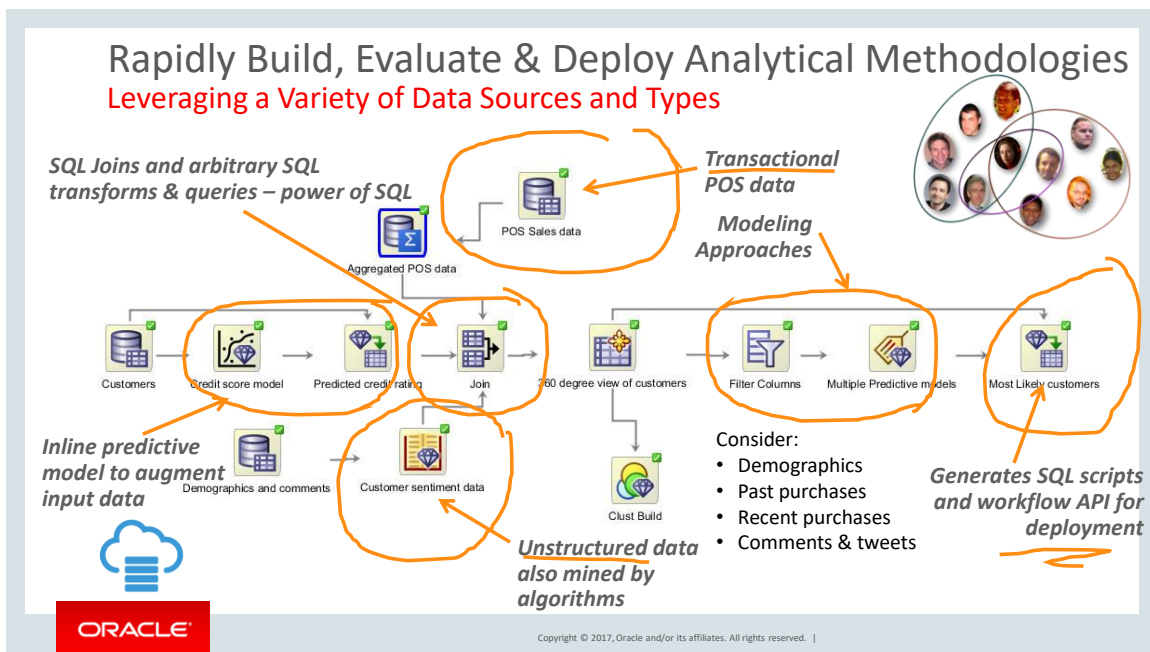 Rapidly Build, Evaluate & Deploy Analytical Methodologies
Leveraging a Variety of Data Sources and Types
SQL Joins and arbitrary SQL
transforms & queries – power of SQL
Transactional
POS data
POS Sales data
Modeling
Approaches
Aggregated POS data
Customers
Credit score model
Predicted credit rating
Join
360 degree view of customers
Filter Columns
Multiple Predictive models
Most Likely customers
Inline predictive
model to augment
input data
Demographics and comments
Customer sentiment data
Clust Build
Consider:
• Demographics
• Past purchases
• Recent purchases
• Comments & tweets
Generates SQL scripts
and workflow API for
deployment
Unstructured data
also mined by
algorithms
ORACLE®
Copyright © 2017, Oracle and/or its affiliates. All rights reserved. |